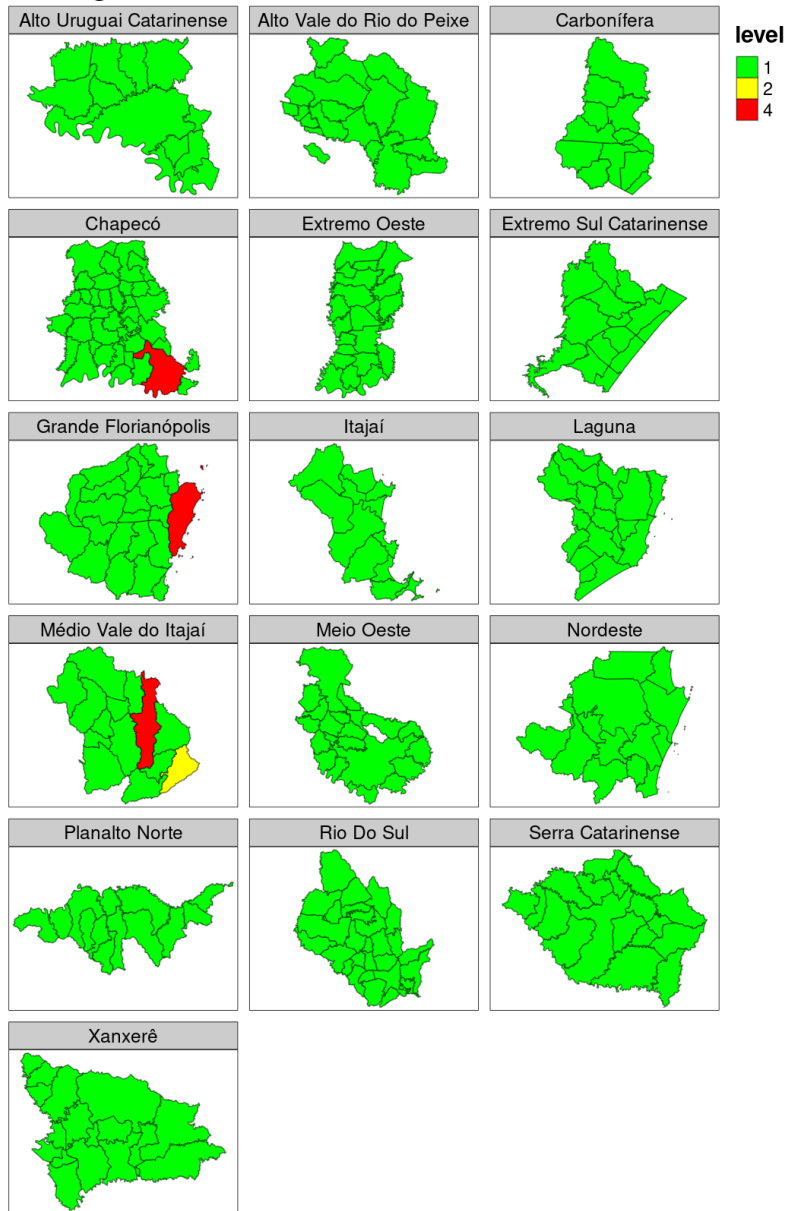 Alto Uruguai Catarinense
Alto Vale do Rio do Peixe
Carbonífera
level
1
2
4
Chapecó
Extremo Oeste
Extremo Sul Catarinense
Grande Florianópolis
Itajaí
Laguna
Médio Vale do Itajaí
Meio Oeste
Nordeste
Planalto Norte
Rio Do Sul
Serra Catarinense
Xanxerê